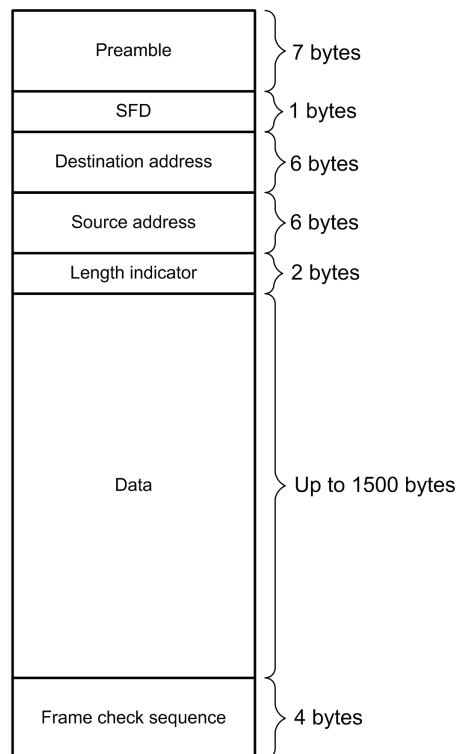 Preamble
7 bytes
SFD
1 bytes
Destination address
6 bytes
Source address
6 bytes
Length indicator
2 bytes
Data
Up to 1500 bytes
Frame check sequence
4 bytes